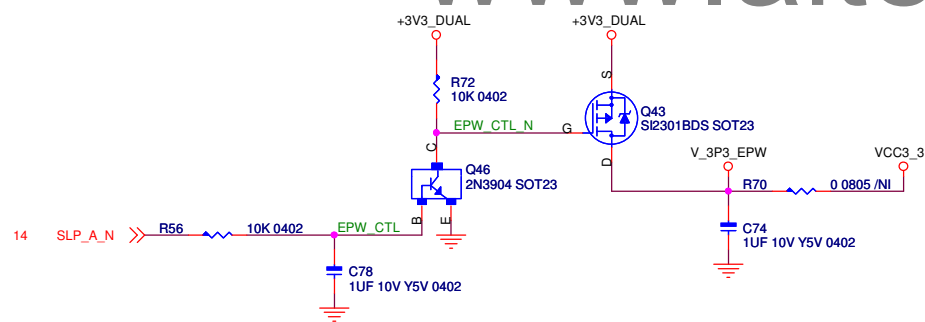 +3V3_DUAL
+3V3_DUAL
R72
10K 0402
S
Q43
SI2301BDS SOT23
EPW_CTL_N
G
D
C
Q46
2N3904 SOT23
V_3P3_EPW
VCC3_3
R70
0 0805 /NI
B
E
14
SLP_A_N
R56
10K 0402
EPW_CTL
C74
1UF 10V Y5V 0402
C78
1UF 10V Y5V 0402